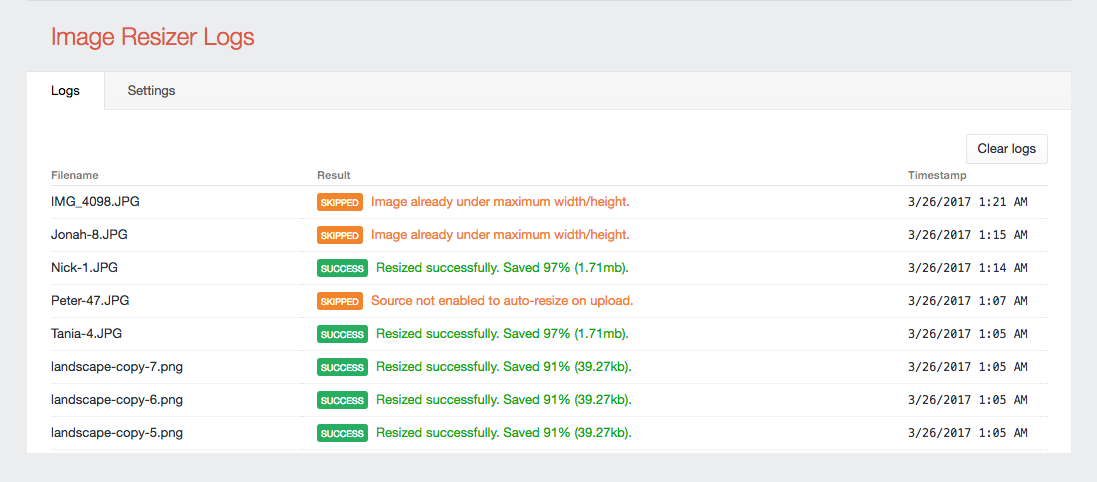 Image Resizer Logs
Logs Settings
Clear logs
Filename Result Timestamp
IMG_4098.JPG SKIPPED Image already under maximum width/height. 3/26/2017 1:21 AM
Jonah-8.JPG SKIPPED Image already under maximum width/height. 3/26/2017 1:15 AM
Nick-1.JPG SUCCESS Resized successfully. Saved 97% (1.71mb). 3/26/2017 1:14 AM
Peter-47.JPG SKIPPED Source not enabled to auto-resize on upload. 3/26/2017 1:07 AM
Tania-4.JPG SUCCESS Resized successfully. Saved 97% (1.71mb). 3/26/2017 1:05 AM
landscape-copy-7.png SUCCESS Resized successfully. Saved 91% (39.27kb). 3/26/2017 1:05 AM
landscape-copy-6.png SUCCESS Resized successfully. Saved 91% (39.27kb). 3/26/2017 1:05 AM
landscape-copy-5.png SUCCESS Resized successfully. Saved 91% (39.27kb). 3/26/2017 1:05 AM